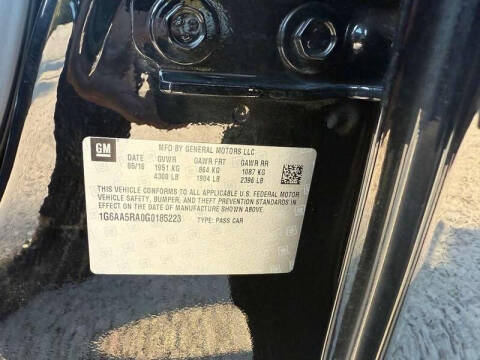 GM
MFD BY GENERAL MOTORS LLC
DATE GVWR GAWR FRT GAWR RR
05/16 1951 KG 864 KG 1087 KG
4300 LB 1904 LB 2396 LB
THIS VEHICLE CONFORMS TO ALL APPLICABLE U.S. FEDERAL MOTOR
VEHICLE SAFETY, BUMPER, AND THEFT PREVENTION STANDARDS IN
EFFECT ON THE DATE OF MANUFACTURE SHOWN ABOVE.
1G6AA5RA0G0185223 TYPE: PASS CAR